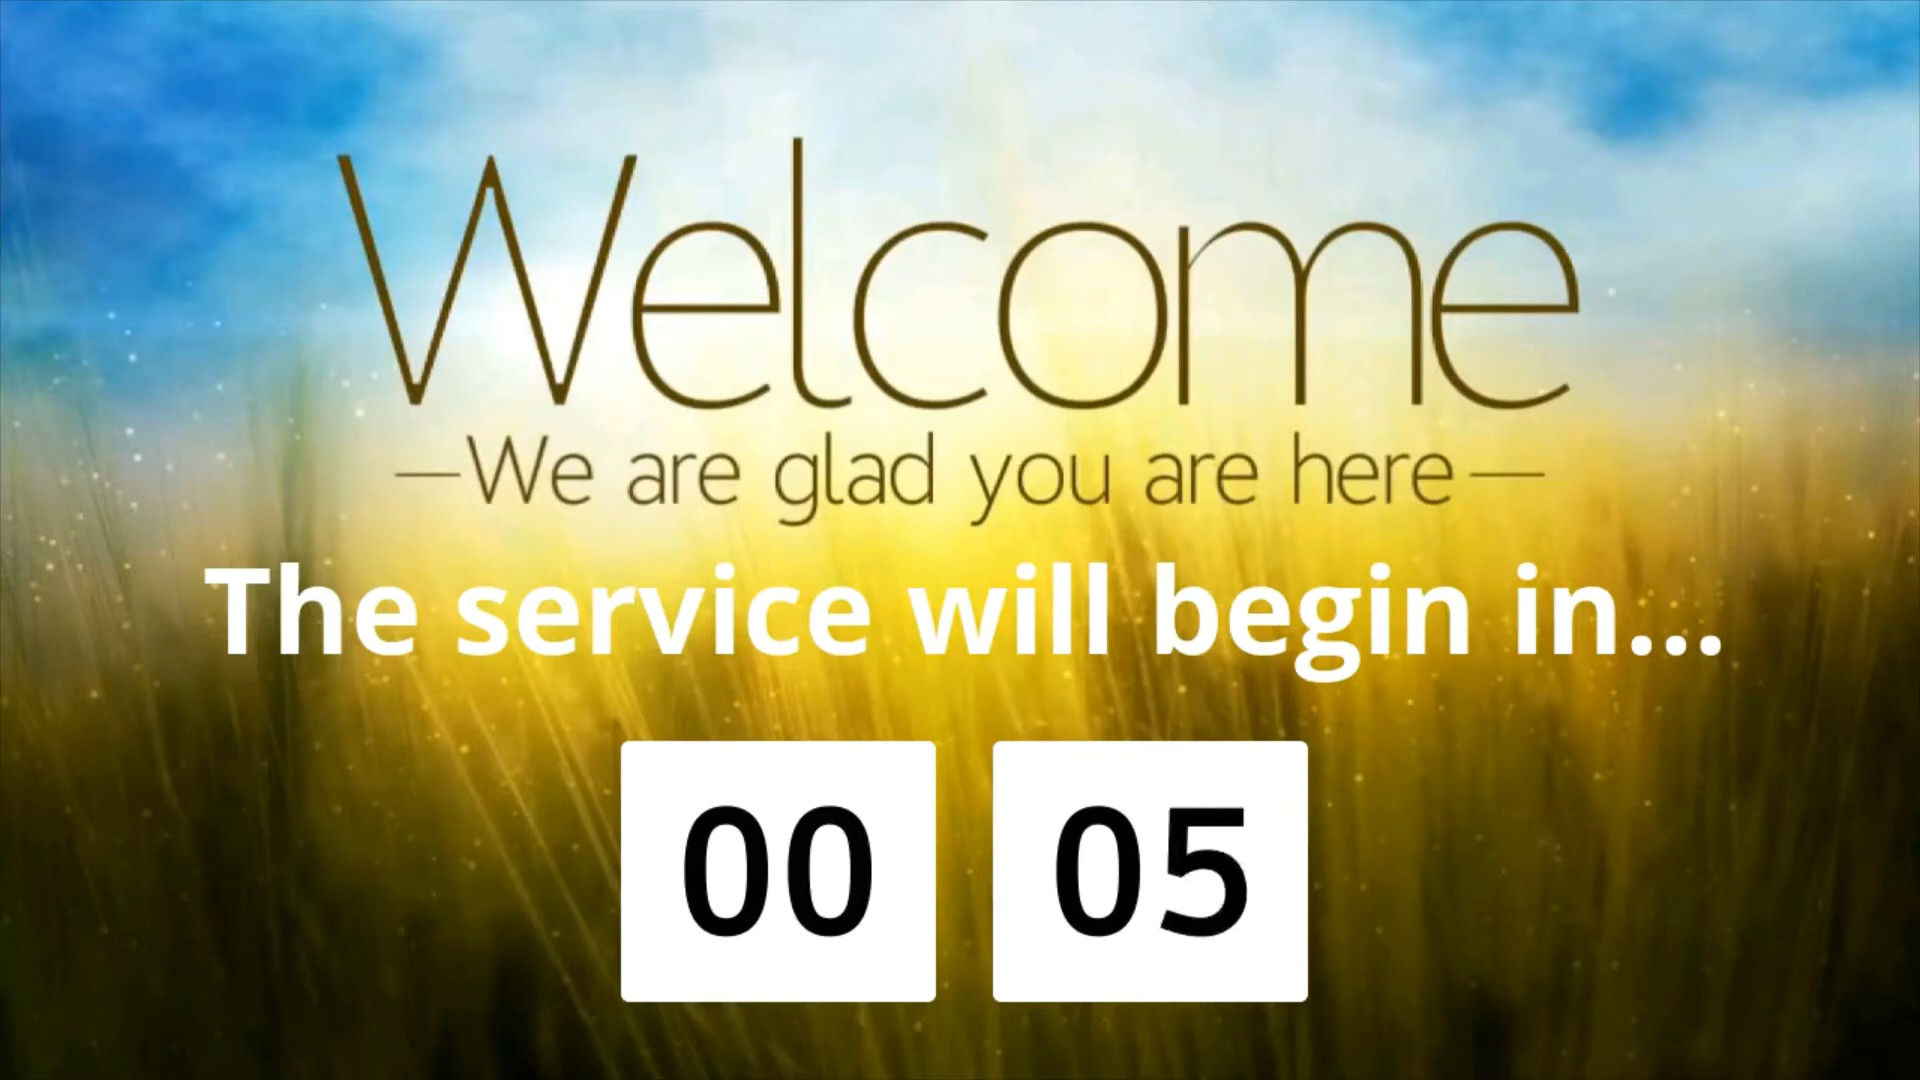 Welcome
—We are glad you are here—
The service will begin in...
00 05